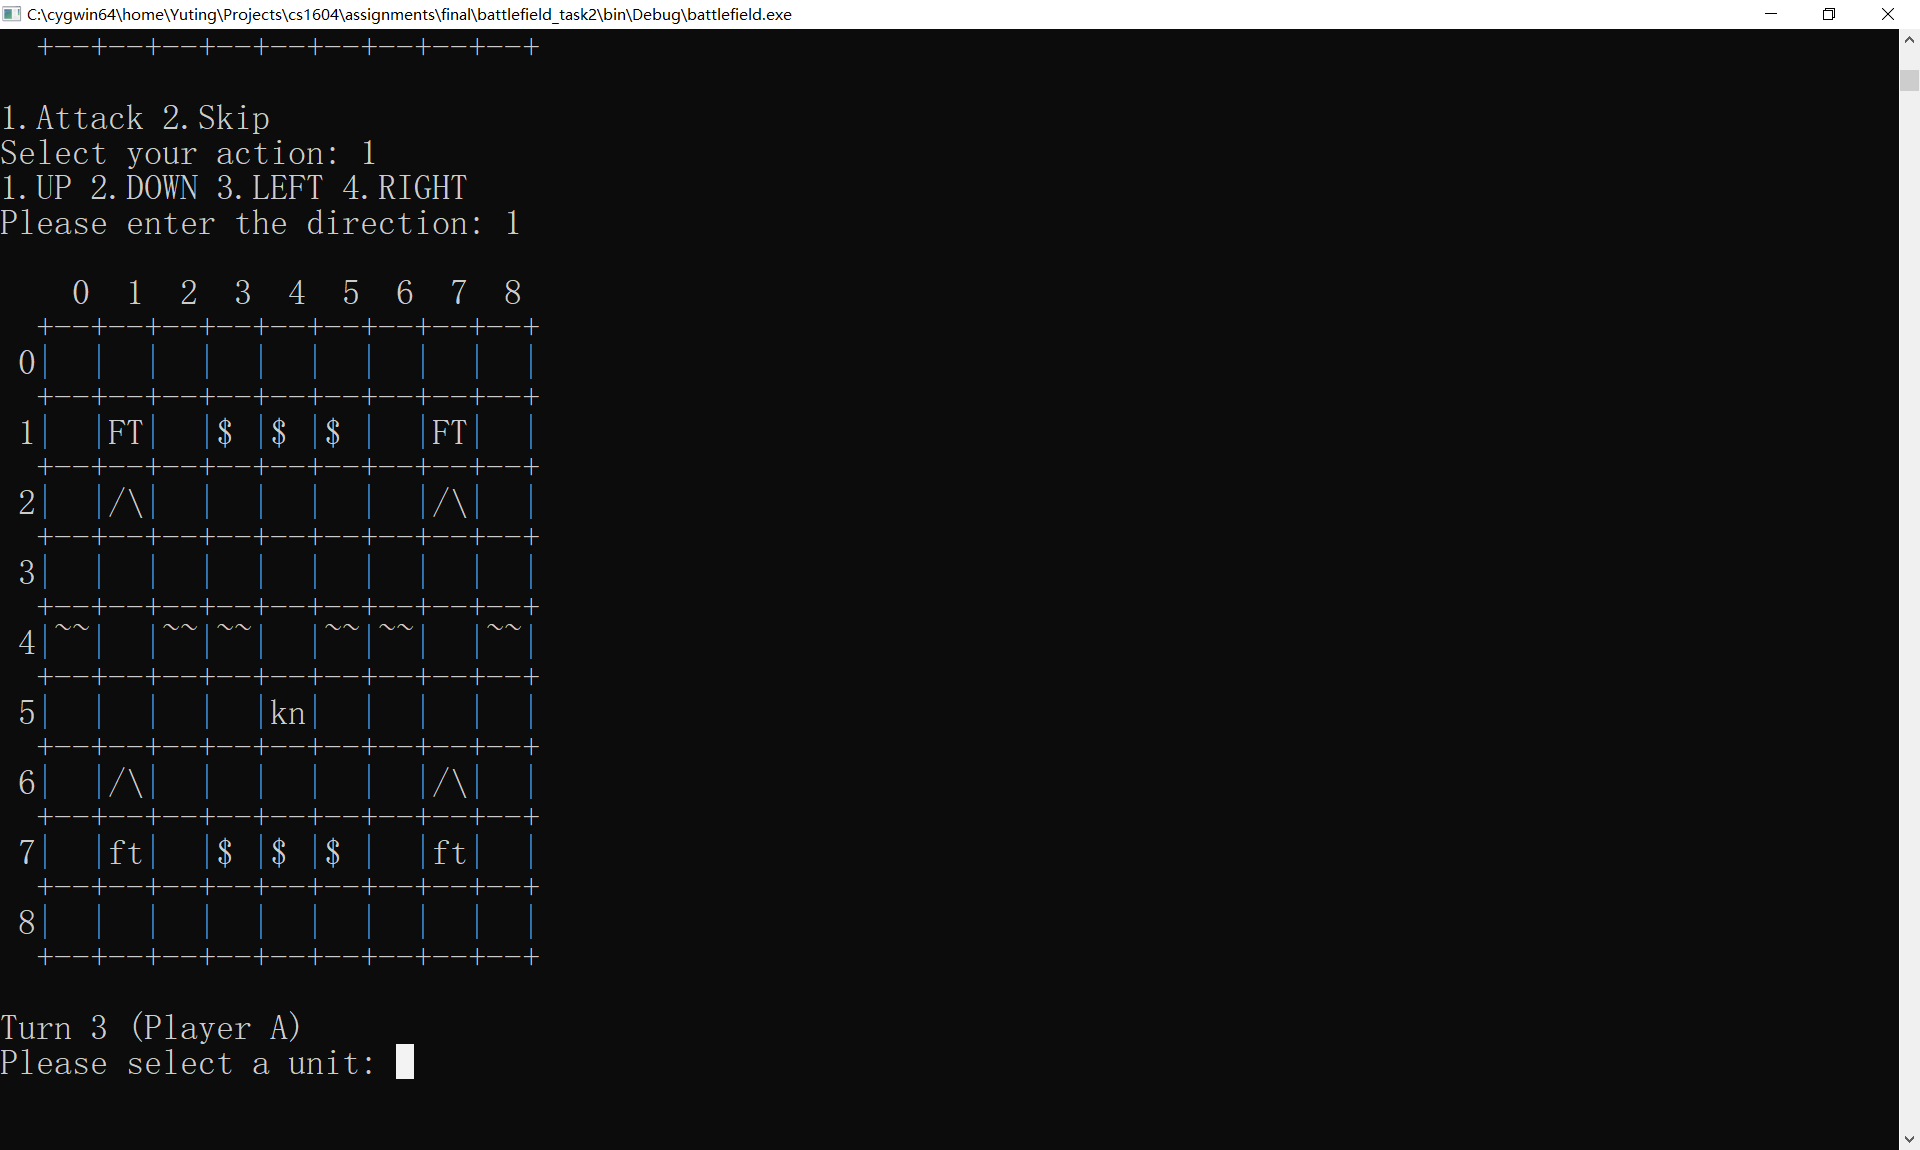 C:\cygwin64\home\Yuting\Projects\cs1604\assignments\final\battlefield_task2\bin\Debug\battlefield.exe
  +--+--+--+--+--+--+--+--+--+

1.Attack 2.Skip
Select your action: 1
1.UP 2.DOWN 3.LEFT 4.RIGHT
Please enter the direction: 1

    0  1  2  3  4  5  6  7  8
  +--+--+--+--+--+--+--+--+--+
 0|  |  |  |  |  |  |  |  |  |
  +--+--+--+--+--+--+--+--+--+
 1|  |FT|  |$ |$ |$ |  |FT|  |
  +--+--+--+--+--+--+--+--+--+
 2|  |/\|  |  |  |  |  |/\|  |
  +--+--+--+--+--+--+--+--+--+
 3|  |  |  |  |  |  |  |  |  |
  +--+--+--+--+--+--+--+--+--+
 4|~~|  |~~|~~|  |~~|~~|  |~~|
  +--+--+--+--+--+--+--+--+--+
 5|  |  |  |  |kn|  |  |  |  |
  +--+--+--+--+--+--+--+--+--+
 6|  |/\|  |  |  |  |  |/\|  |
  +--+--+--+--+--+--+--+--+--+
 7|  |ft|  |$ |$ |$ |  |ft|  |
  +--+--+--+--+--+--+--+--+--+
 8|  |  |  |  |  |  |  |  |  |
  +--+--+--+--+--+--+--+--+--+

Turn 3 (Player A)
Please select a unit: